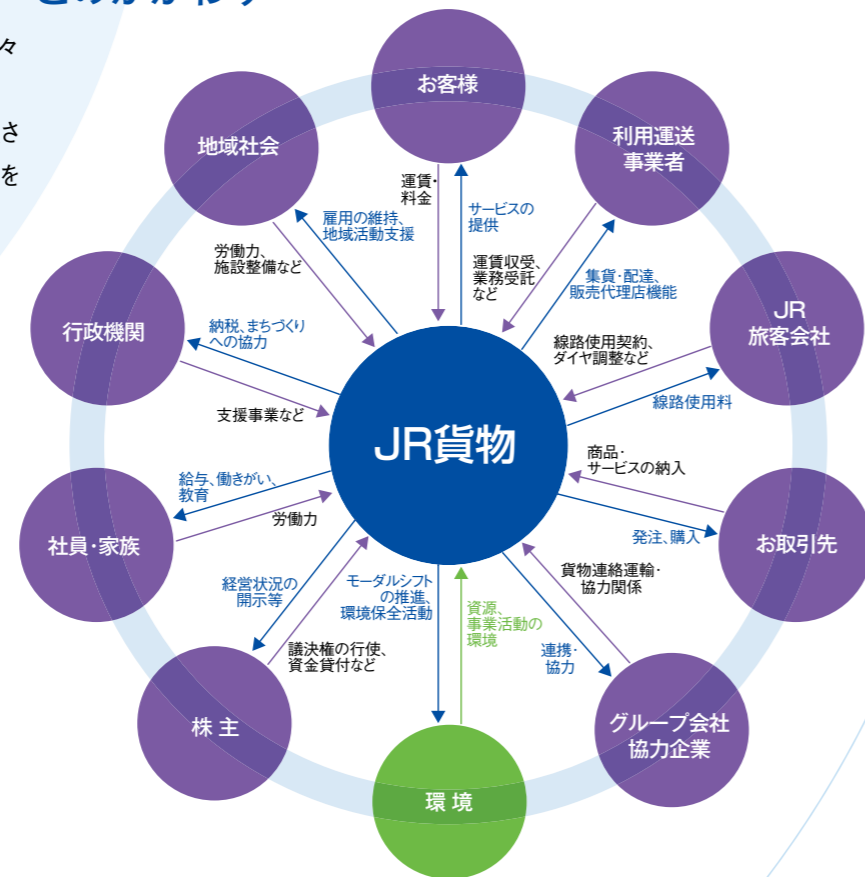 とのかかわり
々
さ
を
お客様
地域社会
利用運送
事業者
運賃・
料金
サービスの
提供
雇用の維持、
地域活動支援
労働力、
施設整備など
運賃収受、
業務受託
など
集貨・配達、
販売代理店機能
行政機関
JR
旅客会社
納税、まちづくり
への協力
線路使用契約、
ダイヤ調整など
線路使用料
支援事業など
JR貨物
商品・
サービスの納入
給与、働きがい、
教育
労働力
社員・家族
発注、購入
お取引先
経営状況の
開示等
モーダルシフト
の推進、
環境保全活動
資源、
事業活動の
環境
貨物連絡運輸・
協力関係
議決権の行使、
資金貸付など
連携・
協力
株 主
グループ会社
協力企業
環 境